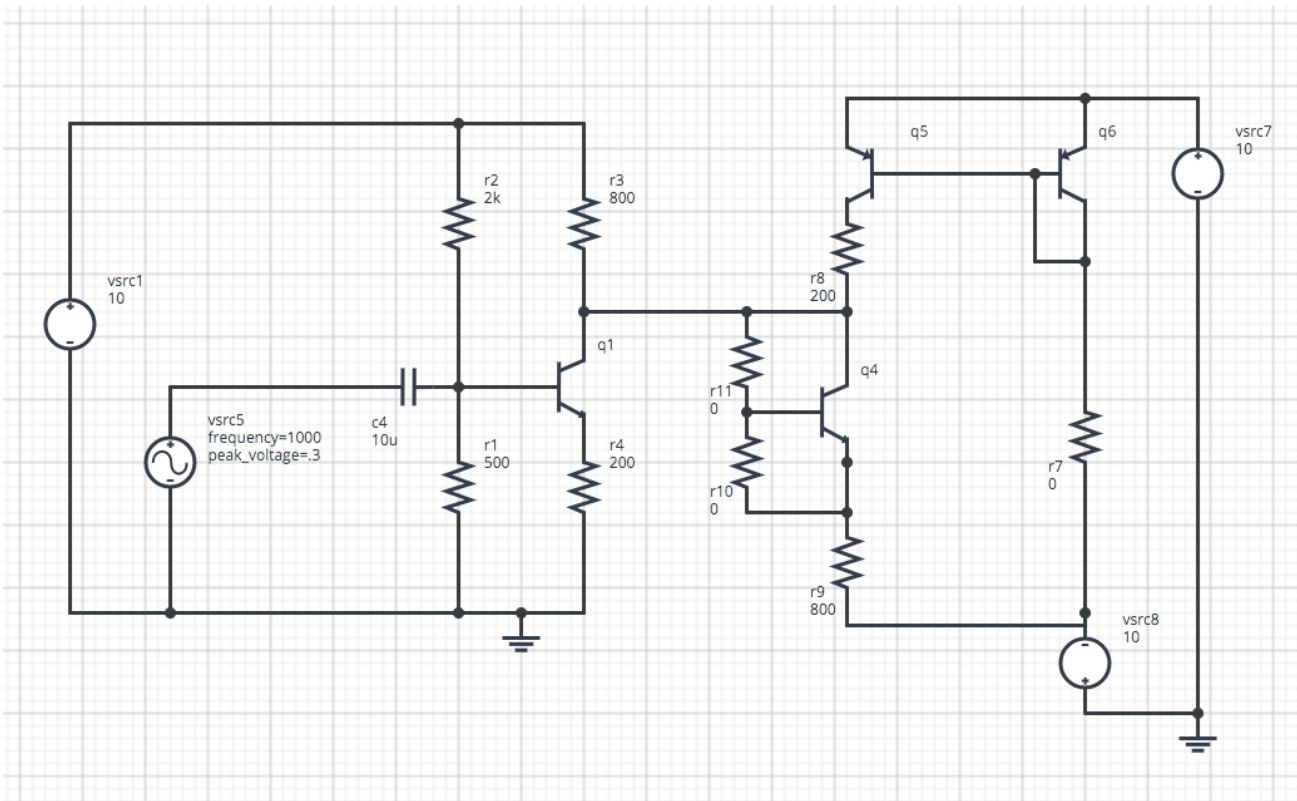 q5
q6
vsrc7
10
r2
2k
r3
800
vsrc1
10
r8
200
q1
q4
r11
0
vsrc5
frequency=1000
peak_voltage=.3
c4
10u
r1
500
r4
200
r7
0
r10
0
r9
800
vsrc8
10